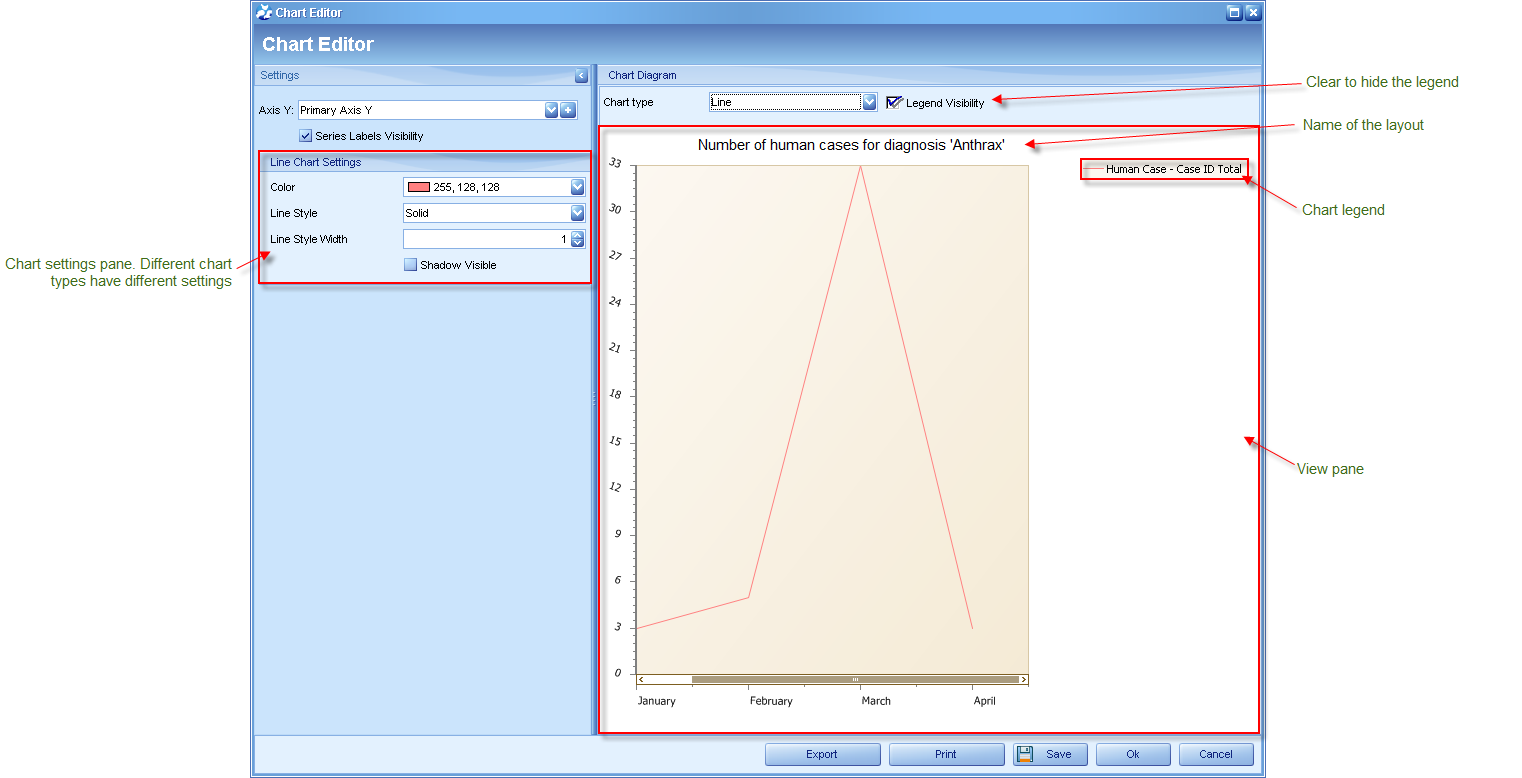 Chart Editor
Chart Editor
Settings
Axis Y: Primary Axis Y
Series Labels Visibility
Line Chart Settings
Color 255, 128, 128
Line Style Solid
Line Style Width 1
Shadow Visible
Chart settings pane. Different chart
types have different settings
Chart Diagram
Chart type Line Legend Visibility
Clear to hide the legend
Number of human cases for diagnosis 'Anthrax'
Name of the layout
Human Case - Case ID Total
Chart legend
View pane
33
30
27
24
21
18
15
12
9
6
3
0
January February March April
Export Print Save Ok Cancel